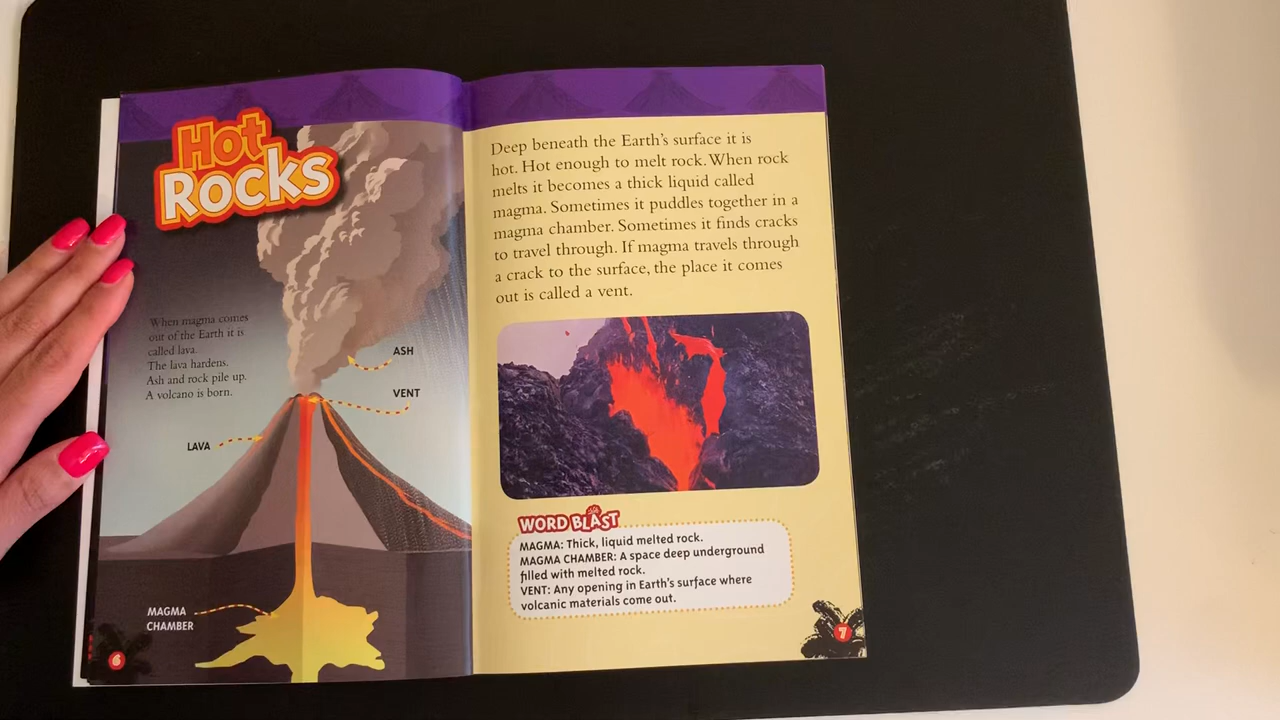 Hot
Rocks
When magma comes
out of the Earth it is
called lava.
The lava hardens.
Ash and rock pile up.
A volcano is born.
ASH
VENT
LAVA
MAGMA
CHAMBER
6
Deep beneath the Earth's surface it is
hot. Hot enough to melt rock. When rock
melts it becomes a thick liquid called
magma. Sometimes it puddles together in a
magma chamber. Sometimes it finds cracks
to travel through. If magma travels through
a crack to the surface, the place it comes
out is called a vent.
WORD BLAST
MAGMA: Thick, liquid melted rock.
MAGMA CHAMBER: A space deep underground
filled with melted rock.
VENT: Any opening in Earth's surface where
volcanic materials come out.
7